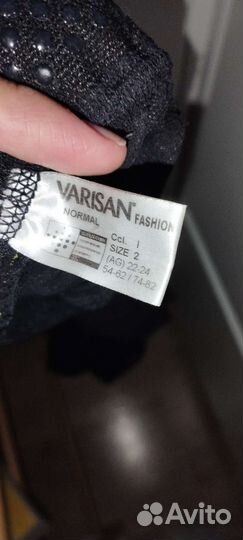 VARISAN® FASHION
NORMAL
Ccl. I
SIZE 2
(AG) 22-24
54-62 / 74-82
Avito